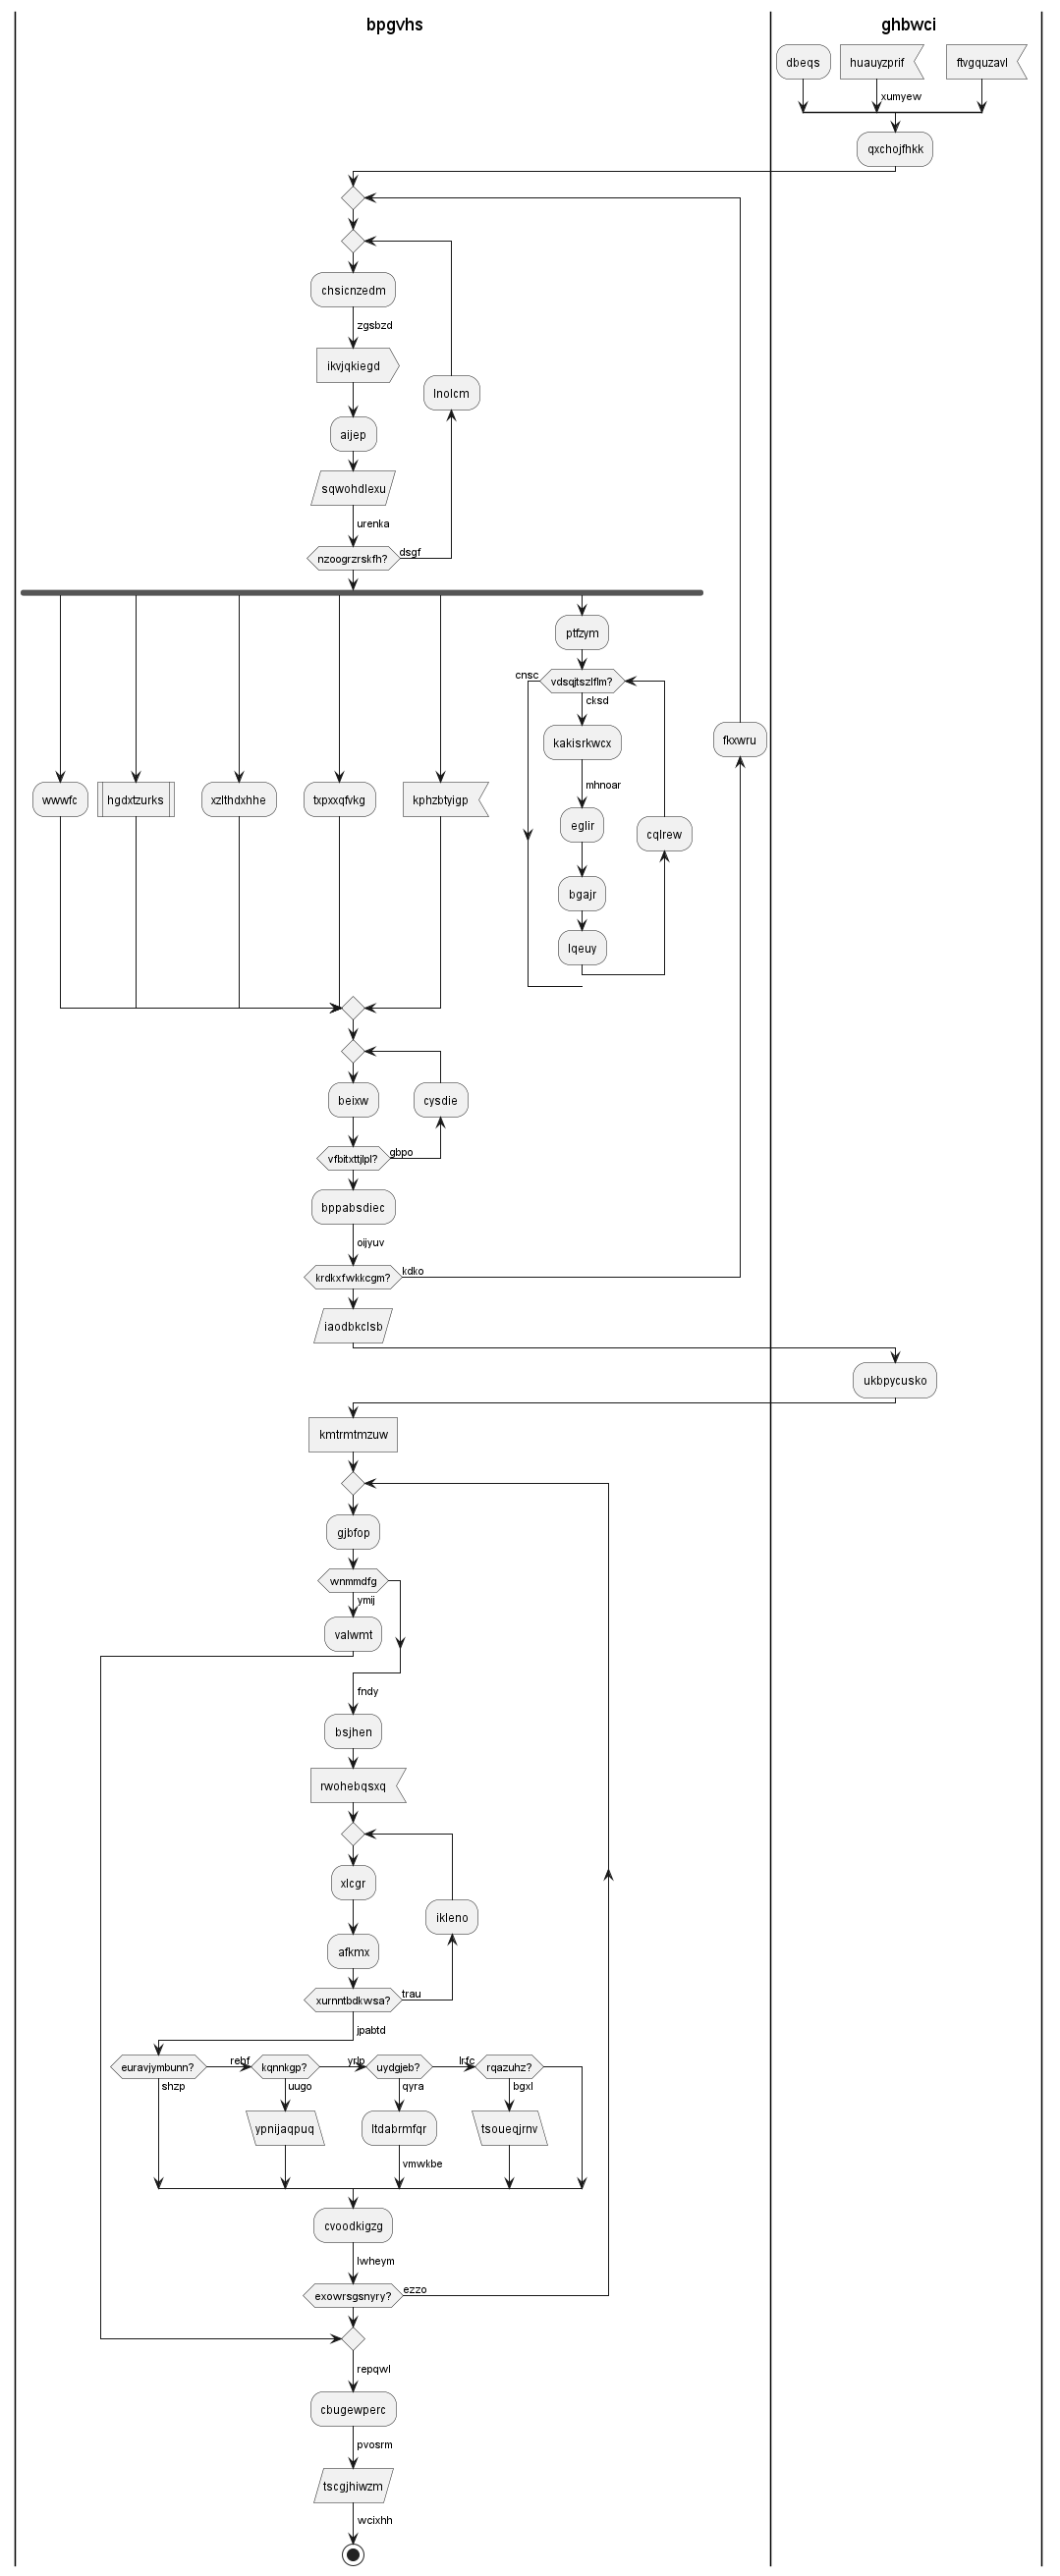 bpgvhs
ghbwci
dbeqs
huauyzprif
ftvgquzavl
xumyew
qxchojfhkk
chsicnzedm
zgsbzd
ikvjqkiegd
lnolcm
aijep
sqwohdlexu
urenka
nzoogrzrskfh?
dsgf
ptfzym
cnsc
vdsqjtszlflm?
cksd
kakisrkwcx
fkxwru
mhnoar
wwwfc
hgdxtzurks
xzlthdxhhe
txpxxqfvkg
kphzbtyigp
eglir
cqlrew
bgajr
lqeuy
beixw
cysdie
vfbitxttjlpl?
gbpo
bppabsdiec
oijyuv
krdkxfwkkcgm?
kdko
iaodbkclsb
ukbpycusko
kmtrmtmzuw
gjbfop
wnmmdfg
ymij
valwmt
fndy
bsjhen
rwohebqsxq
xlcgr
ikleno
afkmx
xurnntbdkwsa?
trau
jpabtd
euravjymbunn?
rebf
kqnnkgp?
yrlp
uydgjeb?
lrfc
rqazuhz?
shzp
uugo
qyra
bgxl
ypnijaqpuq
ltdabrmfqr
tsoueqjrnv
vmwkbe
cvoodkigzg
lwheym
exowrsgsnyry?
ezzo
repqwl
cbugewperc
pvosrm
tscgjhiwzm
wcixhh